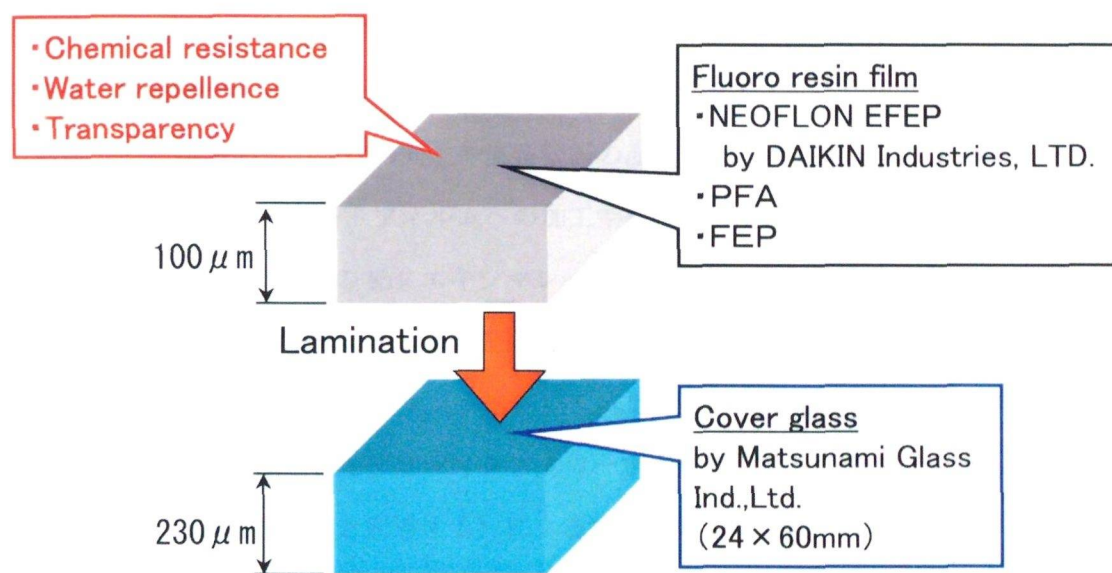 ・Chemical resistance
・Water repellence
・Transparency
Fluoro resin film
・NEOFLON EFEP
by DAIKIN Industries, LTD.
・PFA
・FEP
100μm
Lamination
Cover glass
by Matsunami Glass
Ind.,Ltd.
(24×60mm)
230μm